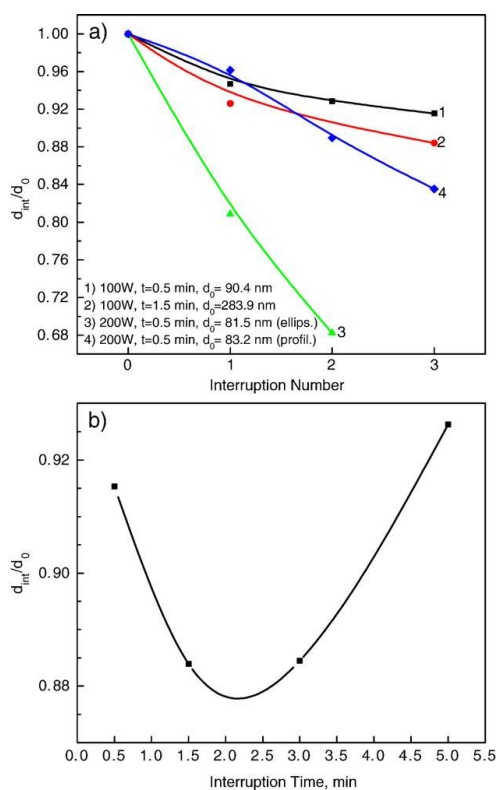 a)
1.00
0.96
0.92
0.88
0.84
0.80
0.76
0.72
0.68
d_int/d_0
1
2
4
3
1) 100W, t=0.5 min, d_0= 90.4 nm
2) 100W, t=1.5 min, d_0=283.9 nm
3) 200W, t=0.5 min, d_0= 81.5 nm (ellips.)
4) 200W, t=0.5 min, d_0= 83.2 nm (profil.)
0 1 2 3
Interruption Number
b)
0.92
0.90
0.88
d_int/d_0
0.0 0.5 1.0 1.5 2.0 2.5 3.0 3.5 4.0 4.5 5.0 5.5
Interruption Time, min